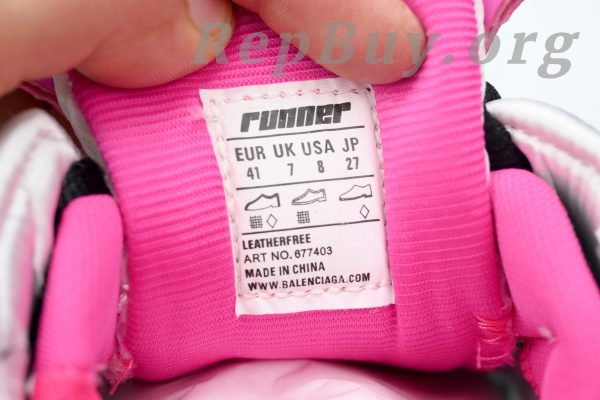 RepBuy.org
runner
EUR UK USA JP
41 7 8 27
LEATHERFREE
ART NO.677403
MADE IN CHINA
WWW.BALENCIAGA.COM